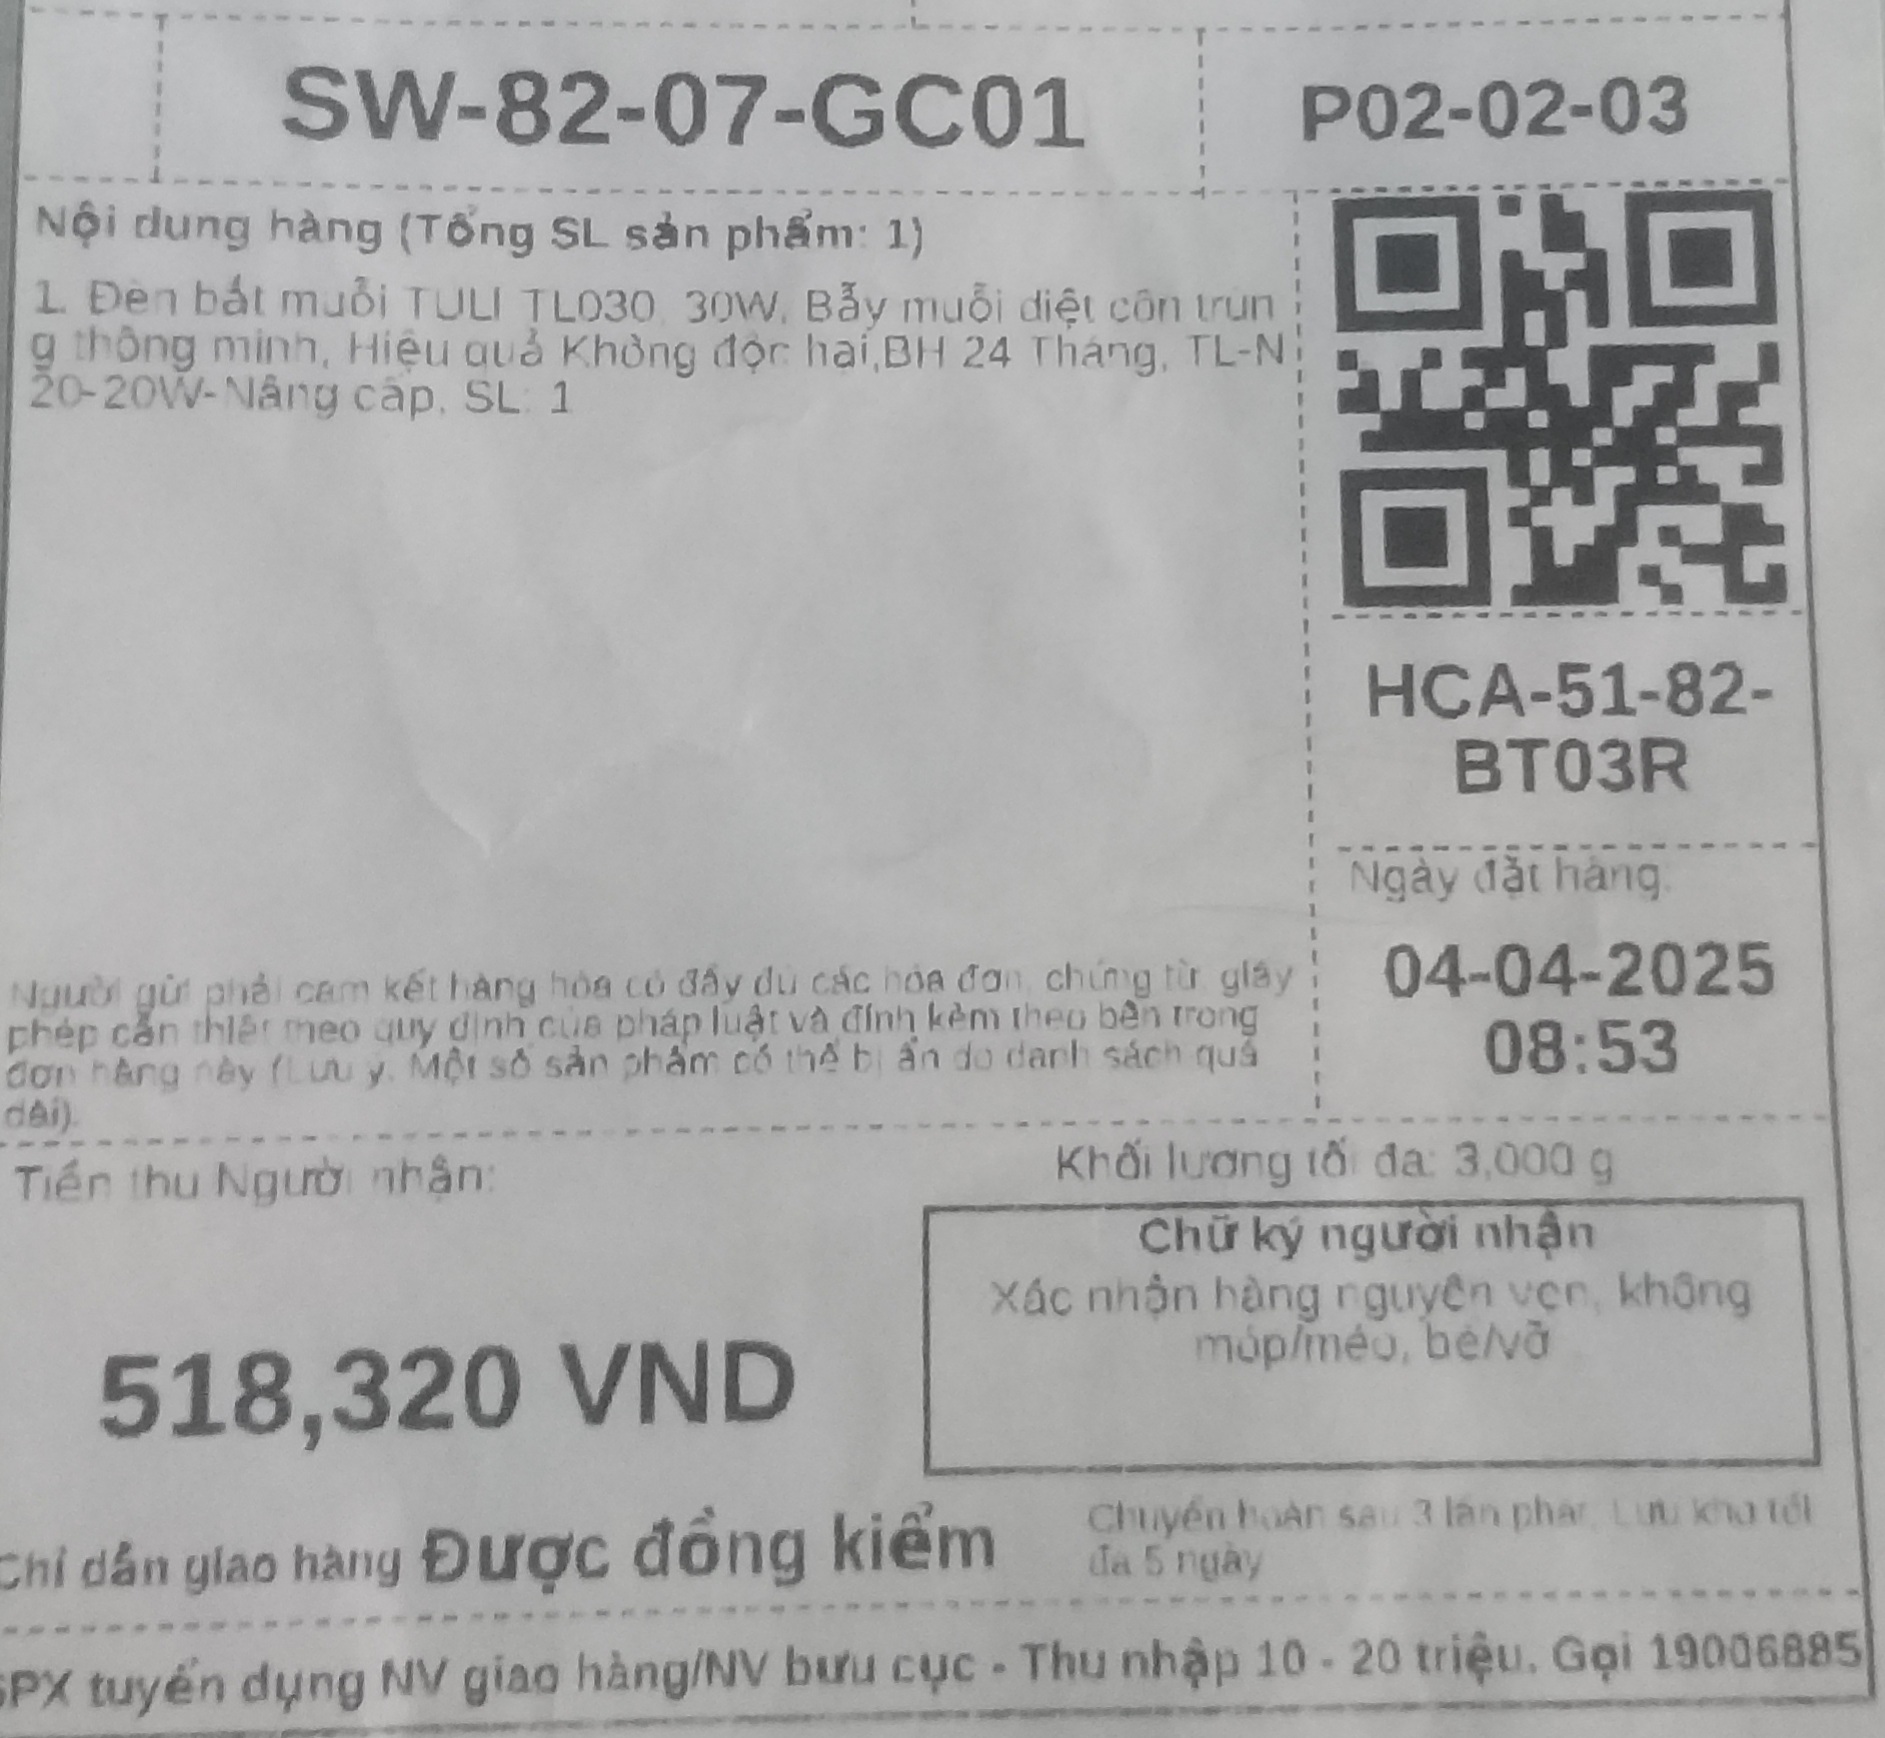 SW-82-07-GC01
P02-02-03
Nội dung hàng (Tổng SL sản phẩm: 1)
1. Đèn bắt muỗi TULI TL030, 30W, Bẫy muỗi diệt côn trùn
g thông minh, Hiệu quả Không độc hại,BH 24 Tháng, TL-N
20-20W-Nâng cấp, SL: 1
HCA-51-82-
BT03R
Ngày đặt hàng:
04-04-2025
08:53
Người gửi phải cam kết hàng hóa có đầy đủ các hóa đơn, chứng từ, giấy
phép cần thiết theo quy định của pháp luật và đính kèm theo bên trong
đơn hàng này (Lưu ý: Một số sản phẩm có thể bị ẩn do danh sách quá
dài).
Tiền thu Người nhận:
518,320 VND
Khối lượng tối đa: 3,000 g
Chữ ký người nhận
Xác nhận hàng nguyên vẹn, không
móp/méo, bể/vỡ
Chỉ dẫn giao hàng Được đồng kiểm
Chuyển hoàn sau 3 lần phát, Lưu kho tối
đa 5 ngày
SPX tuyển dụng NV giao hàng/NV bưu cục - Thu nhập 10 - 20 triệu. Gọi 19006885